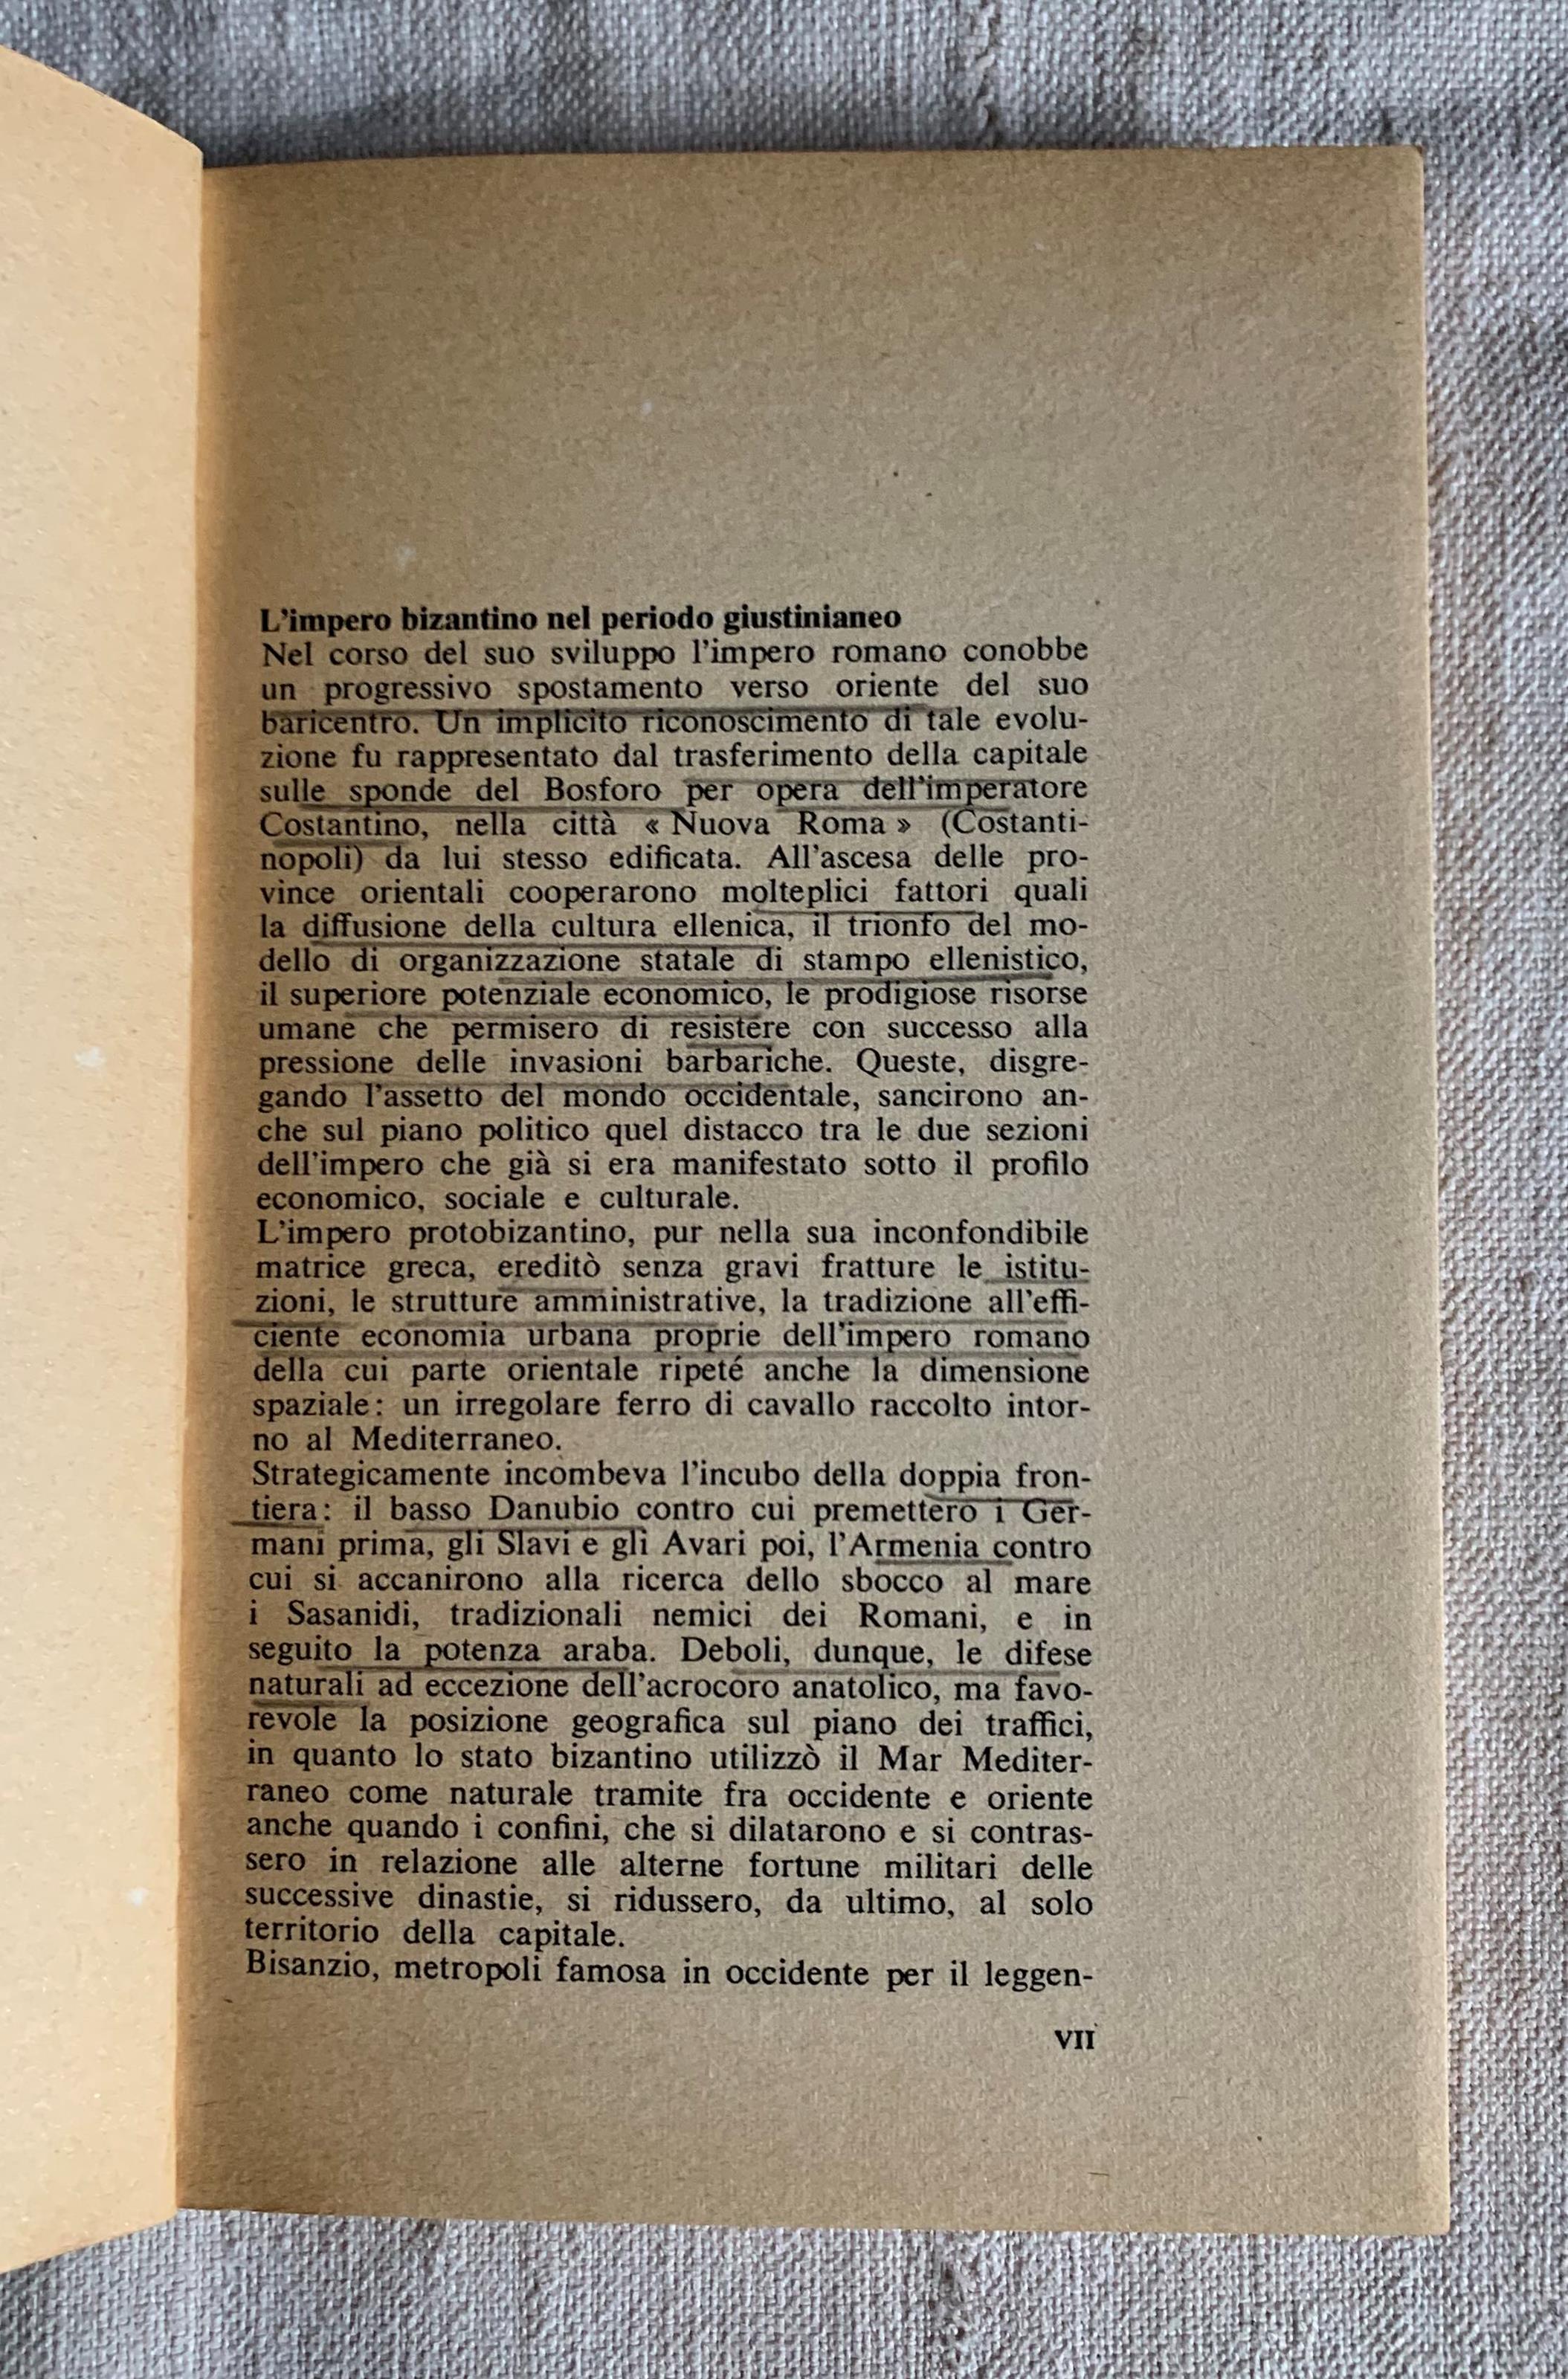 L'impero bizantino nel periodo giustinianeo
Nel corso del suo sviluppo l'impero romano conobbe
un progressivo spostamento verso oriente del suo
baricentro. Un implicito riconoscimento di tale evolu-
zione fu rappresentato dal trasferimento della capitale
sulle sponde del Bosforo per opera dell'imperatore
Costantino, nella città « Nuova Roma » (Costanti-
nopoli) da lui stesso edificata. All'ascesa delle pro-
vince orientali cooperarono molteplici fattori quali
la diffusione della cultura ellenica, il trionfo del mo-
dello di organizzazione statale di stampo ellenistico,
il superiore potenziale economico, le prodigiose risorse
umane che permisero di resistere con successo alla
pressione delle invasioni barbariche. Queste, disgre-
gando l'assetto del mondo occidentale, sancirono an-
che sul piano politico quel distacco tra le due sezioni
dell'impero che già si era manifestato sotto il profilo
economico, sociale e culturale.
L'impero protobizantino, pur nella sua inconfondibile
matrice greca, ereditò senza gravi fratture le istitu-
zioni, le strutture amministrative, la tradizione all'effi-
ciente economia urbana proprie dell'impero romano
della cui parte orientale ripeté anche la dimensione
spaziale: un irregolare ferro di cavallo raccolto intor-
no al Mediterraneo.
Strategicamente incombeva l'incubo della doppia fron-
tiera: il basso Danubio contro cui premettero i Ger-
mani prima, gli Slavi e gli Avari poi, l'Armenia contro
cui si accanirono alla ricerca dello sbocco al mare
i Sasanidi, tradizionali nemici dei Romani, e in
seguito la potenza araba. Deboli, dunque, le difese
naturali ad eccezione dell'acrocoro anatolico, ma favo-
revole la posizione geografica sul piano dei traffici,
in quanto lo stato bizantino utilizzò il Mar Mediter-
raneo come naturale tramite fra occidente e oriente
anche quando i confini, che si dilatarono e si contras-
sero in relazione alle alterne fortune militari delle
successive dinastie, si ridussero, da ultimo, al solo
territorio della capitale.
Bisanzio, metropoli famosa in occidente per il leggen-
VII